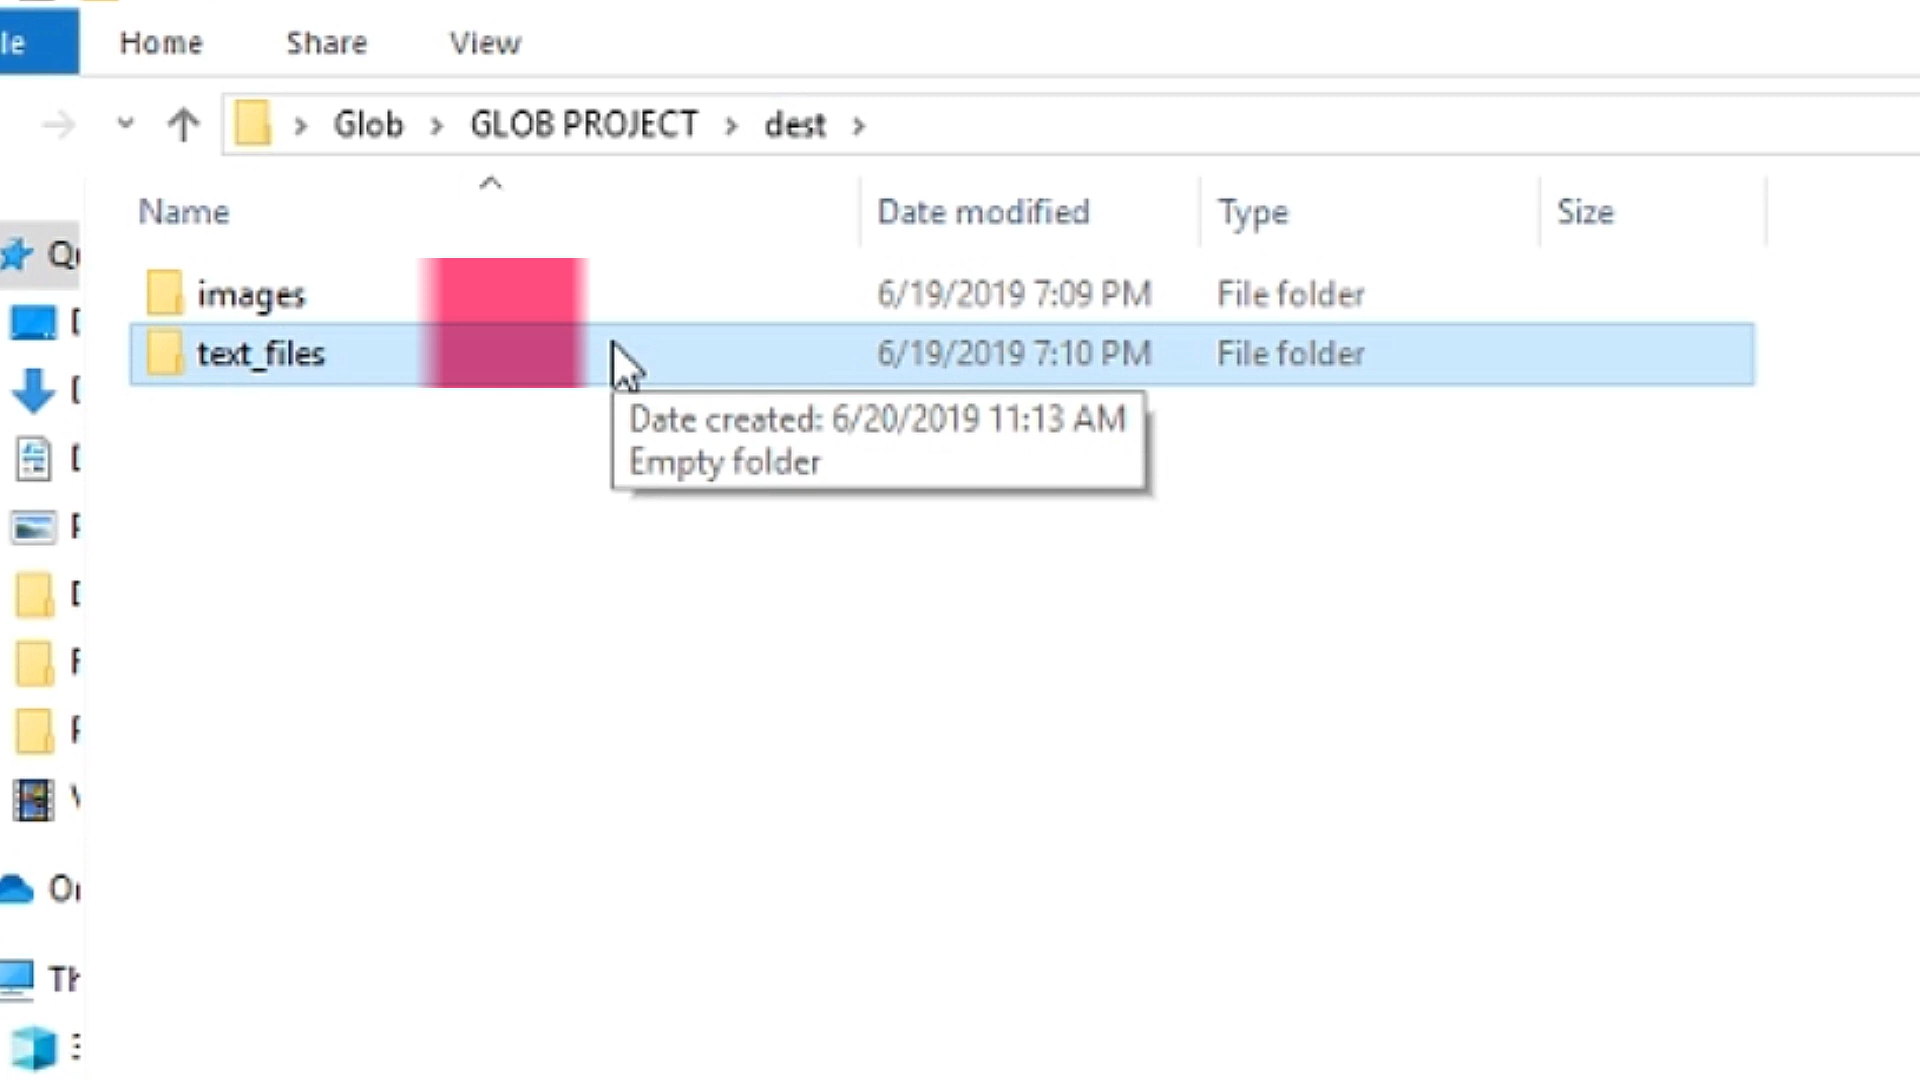 Home Share View
Glob > GLOB PROJECT > dest >
Name Date modified Type Size
images 6/19/2019 7:09 PM File folder
text_files 6/19/2019 7:10 PM File folder
Date created: 6/20/2019 11:13 AM
Empty folder